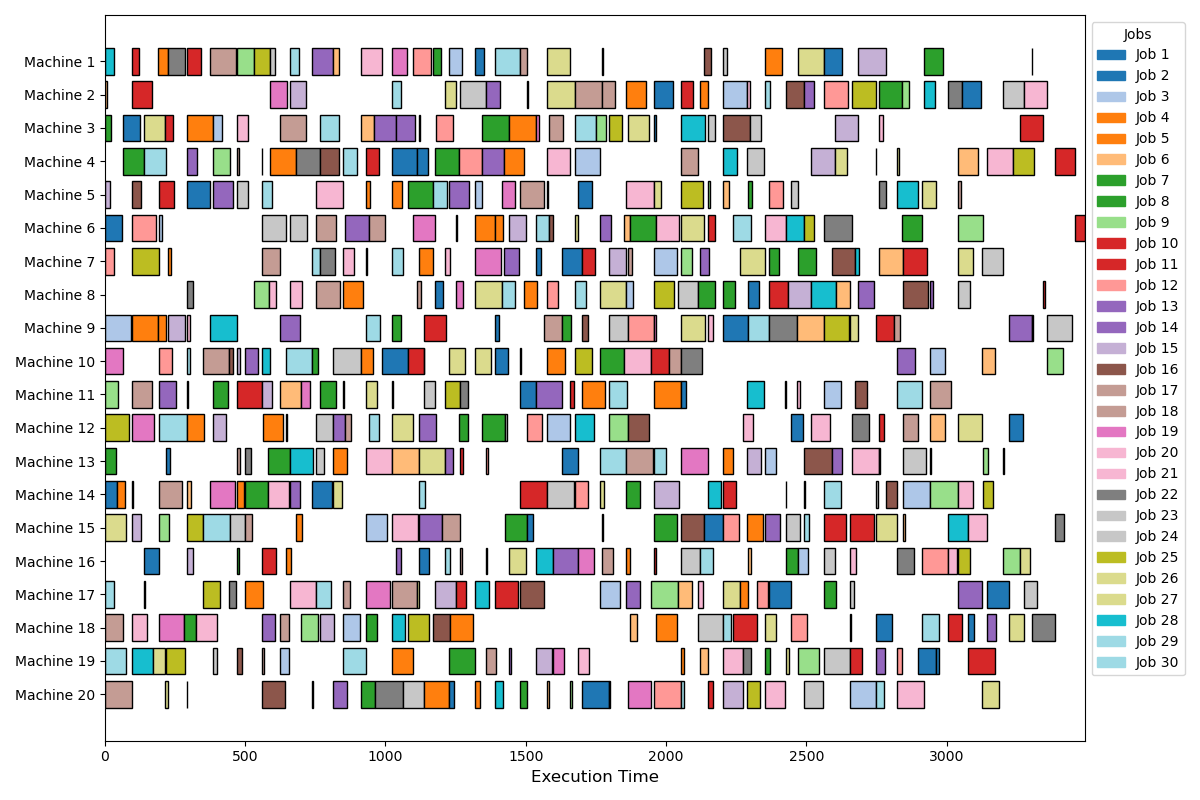 Machine 1
Machine 2
Machine 3
Machine 4
Machine 5
Machine 6
Machine 7
Machine 8
Machine 9
Machine 10
Machine 11
Machine 12
Machine 13
Machine 14
Machine 15
Machine 16
Machine 17
Machine 18
Machine 19
Machine 20
0 500 1000 1500 2000 2500 3000
Execution Time
Jobs
Job 1
Job 2
Job 3
Job 4
Job 5
Job 6
Job 7
Job 8
Job 9
Job 10
Job 11
Job 12
Job 13
Job 14
Job 15
Job 16
Job 17
Job 18
Job 19
Job 20
Job 21
Job 22
Job 23
Job 24
Job 25
Job 26
Job 27
Job 28
Job 29
Job 30